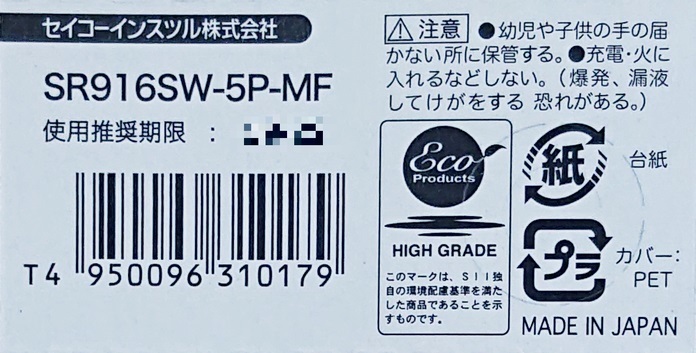 セイコーインスツル株式会社
SR916SW-5P-MF
使用推奨期限 :
T4 950096 310179
注意 ●幼児や子供の手の届
かない所に保管する。●充電・火に
入れるなどしない。（爆発、漏液
してけがをする 恐れがある。）
Eco
Products
HIGH GRADE
このマークは、SII独
自の環境配慮基準を満た
した商品であることを示
すものです。
紙
台紙
プラ
カバー:
PET
MADE IN JAPAN